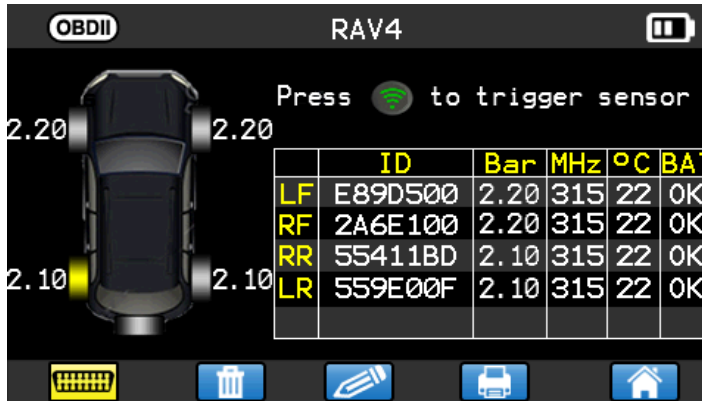 OBDII RAV4
Press to trigger sensor
2.20 2.20
ID Bar MHz ºC BAT
LF E89D500 2.20 315 22 OK
RF 2A6E100 2.20 315 22 OK
RR 55411BD 2.10 315 22 OK
LR 559E00F 2.10 315 22 OK
2.10 2.10